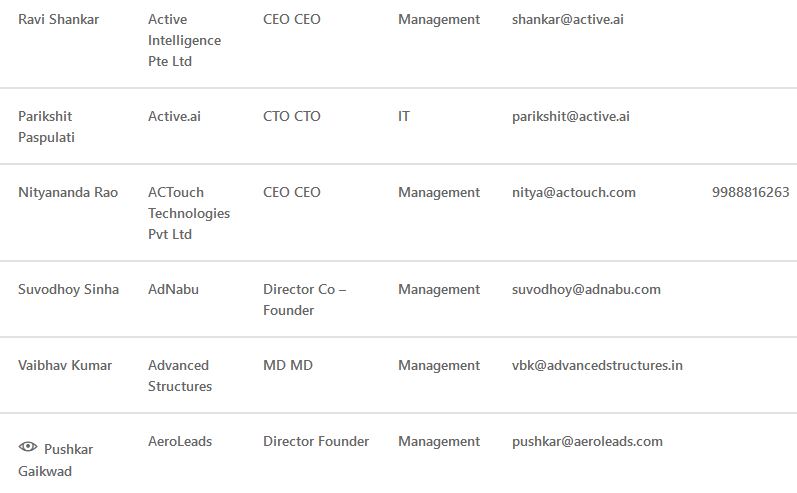 Ravi Shankar Active CEO CEO Management shankar@active.ai
Intelligence
Pte Ltd
Parikshit Active.ai CTO CTO IT parikshit@active.ai
Paspulati
Nityananda Rao ACTouch CEO CEO Management nitya@actouch.com 9988816263
Technologies
Pvt Ltd
Suvodhoy Sinha AdNabu Director Co – Management suvodhoy@adnabu.com
Founder
Vaibhav Kumar Advanced MD MD Management vbk@advancedstructures.in
Structures
Pushkar AeroLeads Director Founder Management pushkar@aeroleads.com
Gaikwad